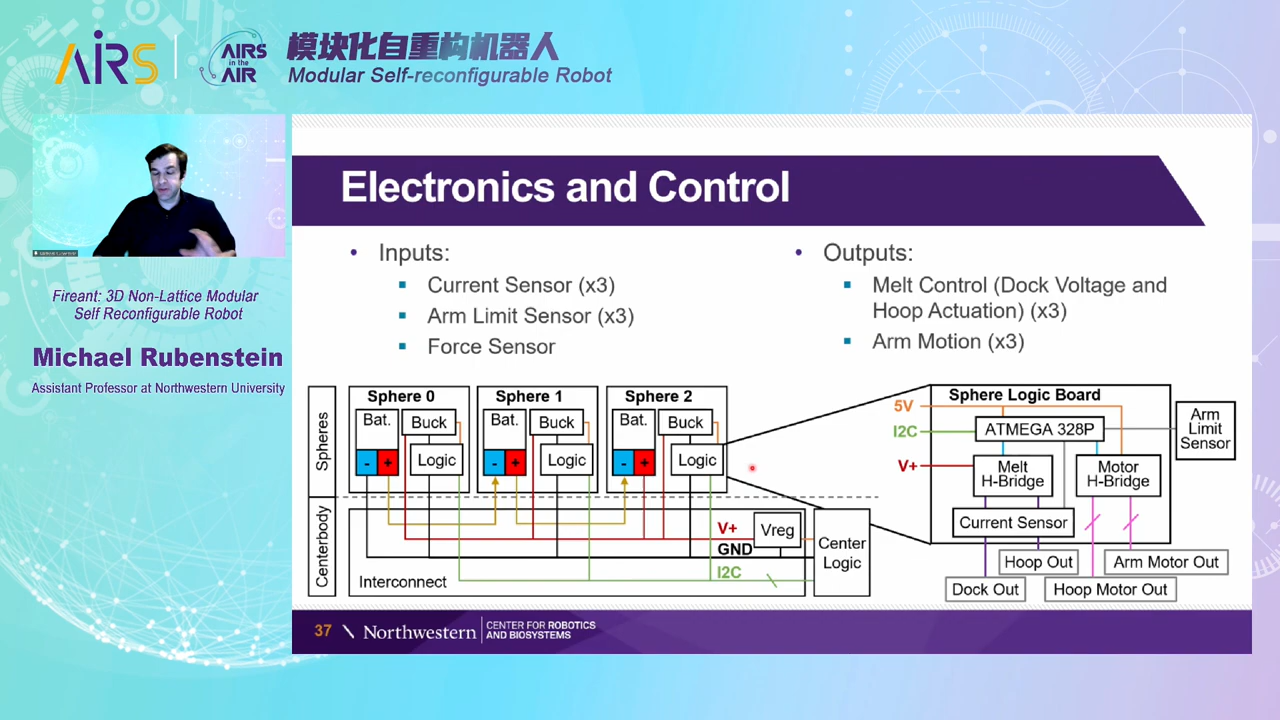 AIRS
AIRS
in the
AIR
模块化自重构机器人
Modular Self-reconfigurable Robot
Fireant: 3D Non-Lattice Modular
Self Reconfigurable Robot
Michael Rubenstein
Assistant Professor at Northwestern University
Electronics and Control
• Inputs:
▪ Current Sensor (x3)
▪ Arm Limit Sensor (x3)
▪ Force Sensor
• Outputs:
▪ Melt Control (Dock Voltage and
Hoop Actuation) (x3)
▪ Arm Motion (x3)
Spheres
Sphere 0
Bat.
Buck
- +
Logic
Sphere 1
Bat.
Buck
- +
Logic
Sphere 2
Bat.
Buck
- +
Logic
Centerbody
V+
GND
I2C
Vreg
Interconnect
Center
Logic
Sphere Logic Board
5V
I2C
V+
ATMEGA 328P
Arm
Limit
Sensor
Melt
H-Bridge
Motor
H-Bridge
Current Sensor
Hoop Out
Arm Motor Out
Dock Out
Hoop Motor Out
37
Northwestern
CENTER FOR ROBOTICS
AND BIOSYSTEMS